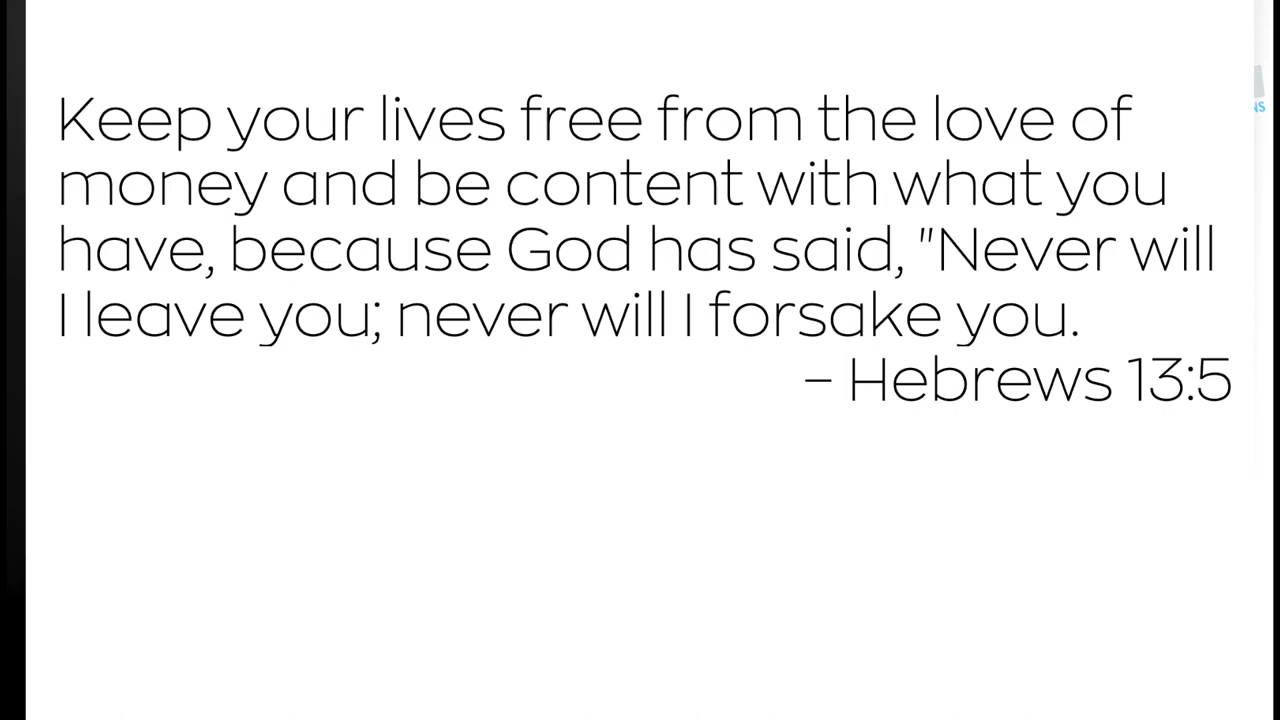 Keep your lives free from the love of
money and be content with what you
have, because God has said, "Never will
I leave you; never will I forsake you.
– Hebrews 13:5